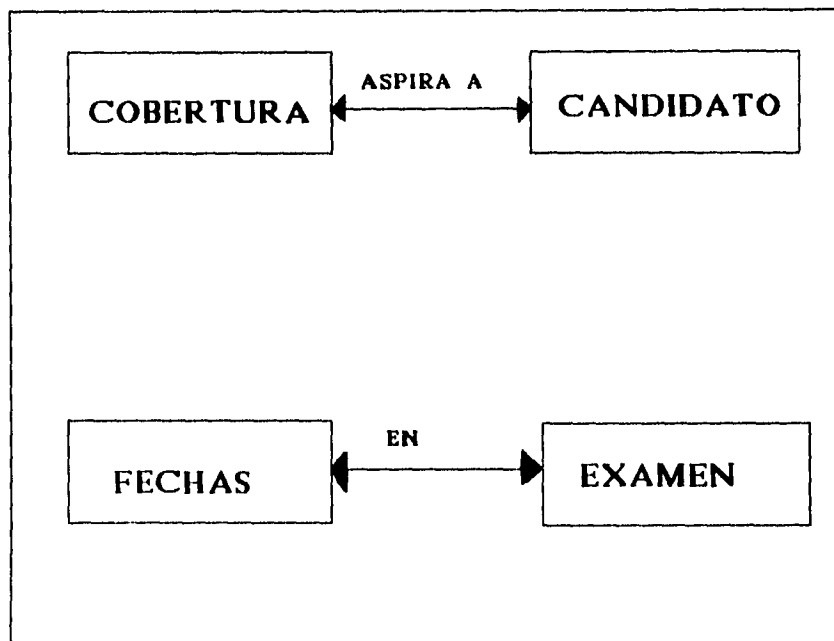 ASPIRA A
COBERTURA
CANDIDATO
EN
FECHAS
EXAMEN